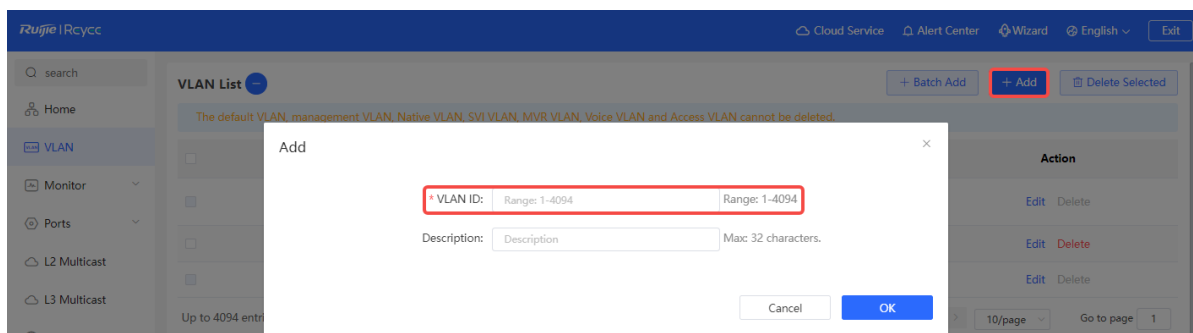 Ruijie | Rcycc
Cloud Service Alert Center Wizard English Exit
search
VLAN List + Batch Add + Add Delete Selected
Home
The default VLAN, management VLAN, Native VLAN, SVI VLAN, MVR VLAN, Voice VLAN and Access VLAN cannot be deleted.
VLAN
Add
Action
Monitor
* VLAN ID: Range: 1-4094 Range: 1-4094
Edit Delete
Ports
Description: Description Max: 32 characters.
Edit Delete
L2 Multicast
Edit Delete
L3 Multicast
Cancel OK
Up to 4094 entri
10/page Go to page 1